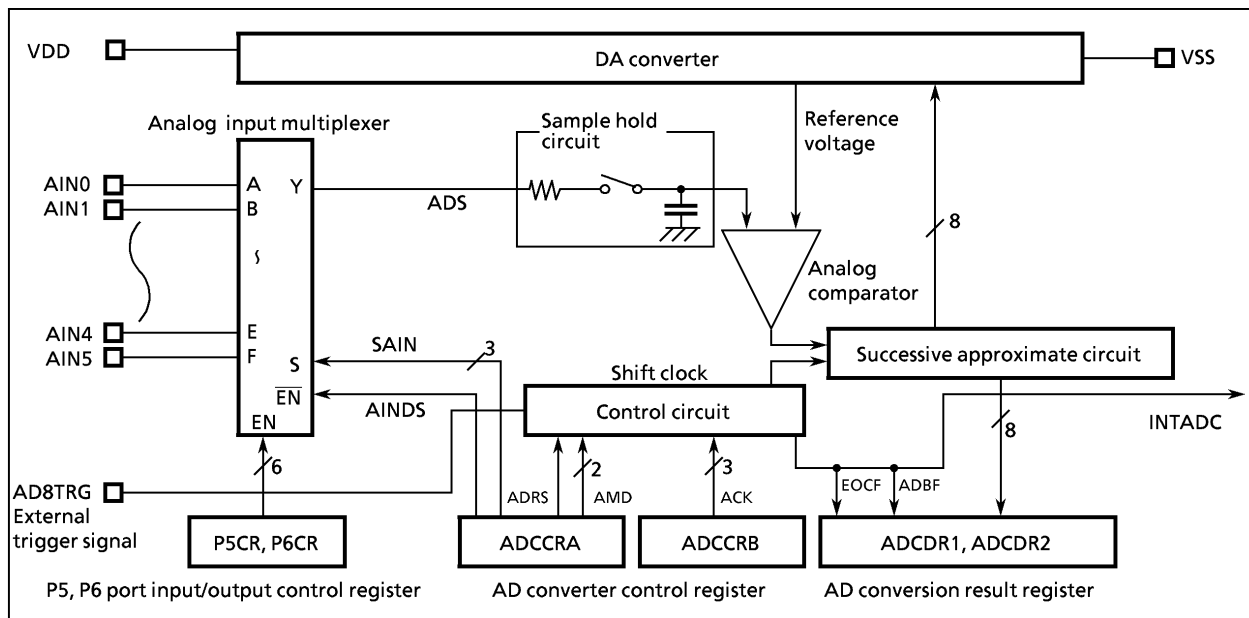 VDD
DA converter
VSS
Analog input multiplexer
Sample hold
circuit
Reference
voltage
AIN0
A
Y
AIN1
B
ADS
8
Analog
comparator
AIN4
E
SAIN
3
AIN5
F
S
Successive approximate circuit
Shift clock
EN
AINDS
Control circuit
EN
INTADC
8
6
2
3
EOCF
ADBF
AD8TRG
ADRS
AMD
ACK
External
trigger signal
P5CR, P6CR
ADCCRA
ADCCRB
ADCDR1, ADCDR2
P5, P6 port input/output control register
AD converter control register
AD conversion result register